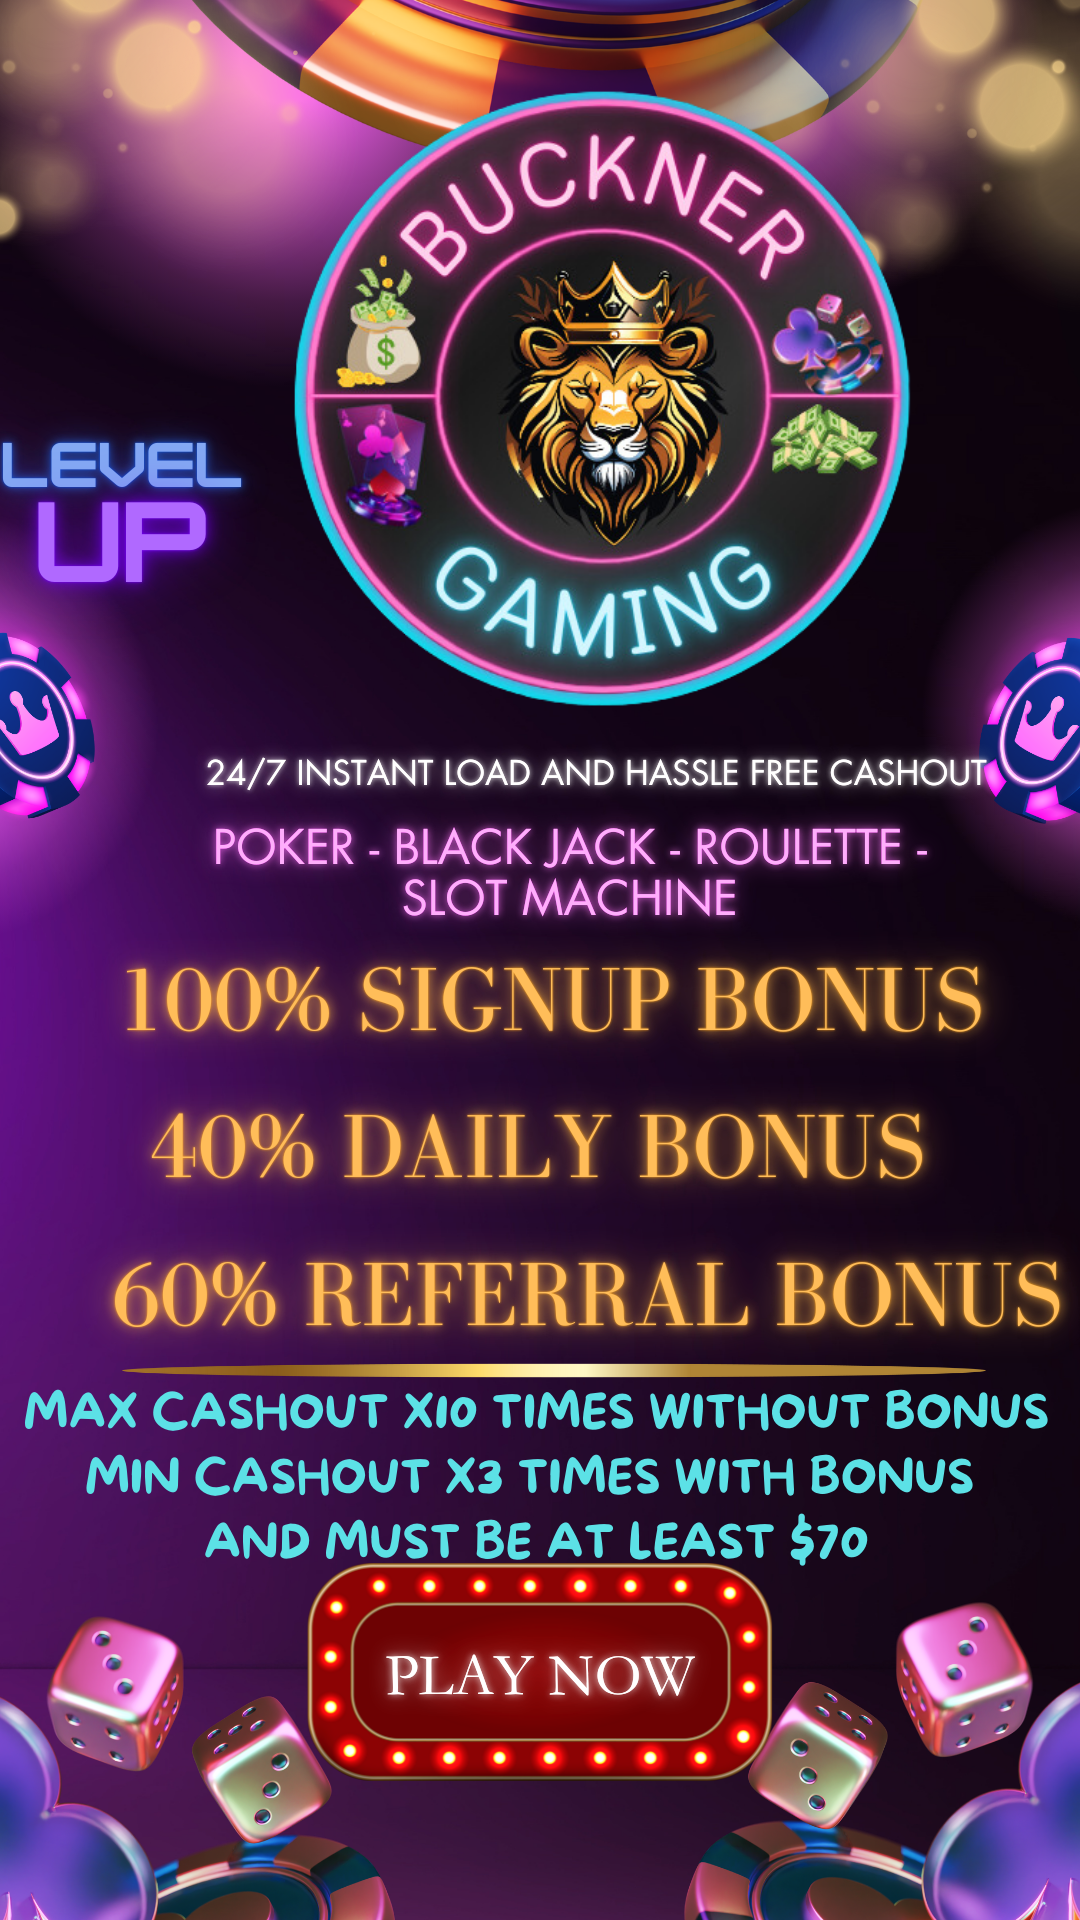 BUCKNER
$
GAMING
LEVEL
UP
24/7 INSTANT LOAD AND HASSLE FREE CASHOUT
POKER - BLACK JACK - ROULETTE -
SLOT MACHINE
100% SIGNUP BONUS
40% DAILY BONUS
60% REFERRAL BONUS
MAX CASHOUT X10 TIMES WITHOUT BONUS
MIN CASHOUT X3 TIMES WITH BONUS
AND MUST BE AT LEAST $70
PLAY NOW